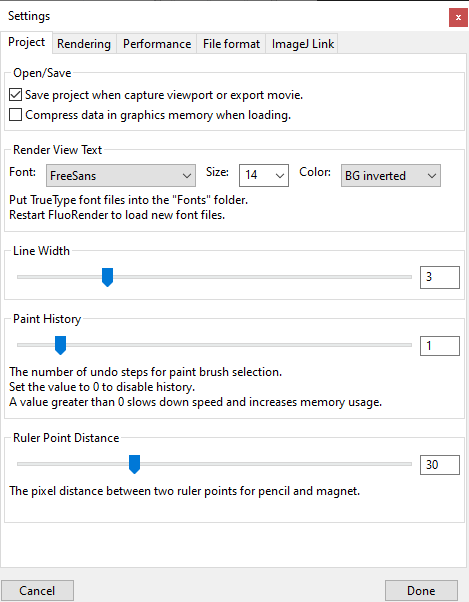 Settings
x
Project Rendering Performance File format ImageJ Link
Open/Save
Save project when capture viewport or export movie.
Compress data in graphics memory when loading.
Render View Text
Font: FreeSans Size: 14 Color: BG inverted
Put TrueType font files into the "Fonts" folder.
Restart FluoRender to load new font files.
Line Width
3
Paint History
1
The number of undo steps for paint brush selection.
Set the value to 0 to disable history.
A value greater than 0 slows down speed and increases memory usage.
Ruler Point Distance
30
The pixel distance between two ruler points for pencil and magnet.
Cancel Done